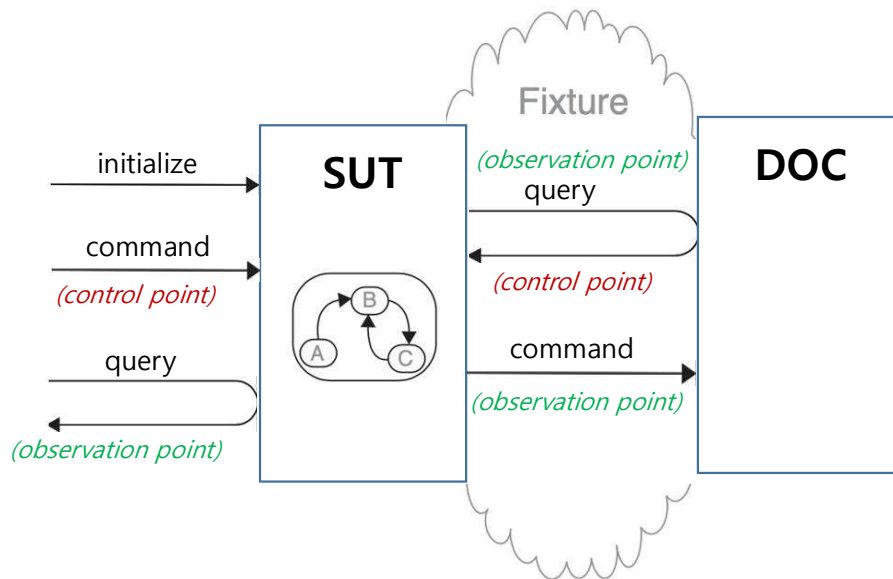 Fixture
SUT
DOC
initialize
command
(control point)
query
(observation point)
(observation point)
query
(control point)
command
(observation point)
A
B
C